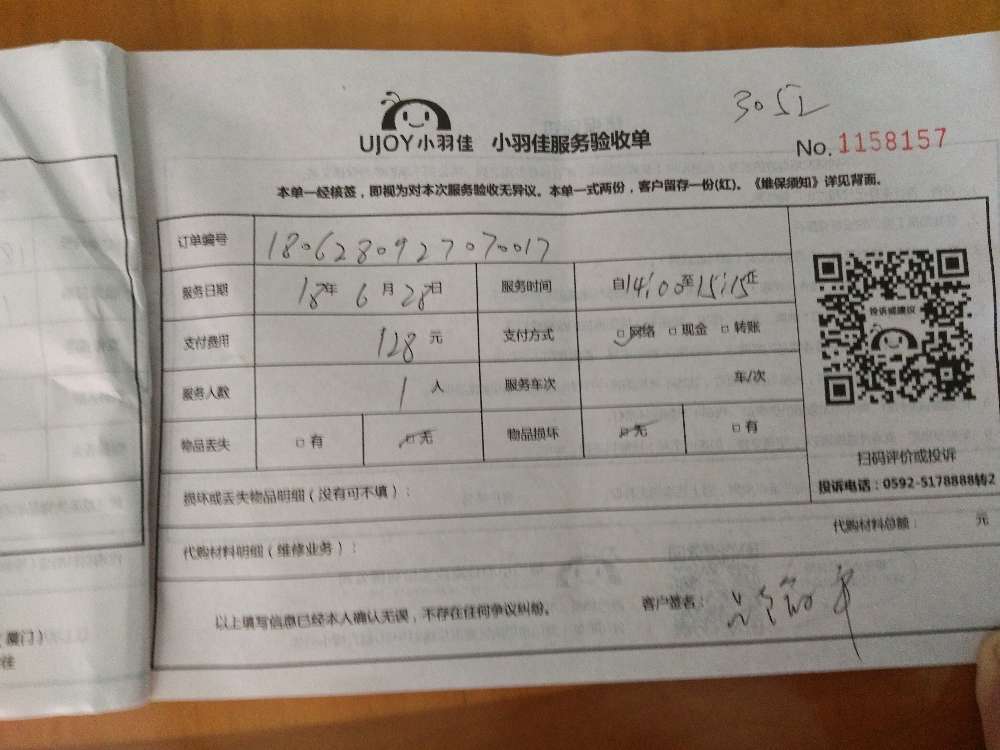 3052
UJOY小羽佳 小羽佳服务验收单
No. 1158157
本单一经核签，即视为对本次服务验收无异议。本单一式两份，客户留存一份(红)。《维保须知》详见背面。
订单编号 1806280927070017
服务日期 18年 6月28日 服务时间 自14:00至15:15止
支付费用 128 元 支付方式 □网络 □现金 □转账
服务人数 1 人 服务车次 车/次
物品丢失 □有 □无 物品损坏 □无 □有
投诉或建议
扫码评价或投诉
投诉电话：0592-5178888转2
损坏或丢失物品明细（没有可不填）：
代购材料明细（维修业务）： 代购材料总额： 元
以上填写信息已经本人确认无误，不存在任何争议纠纷。 客户签名：
厦门）
佳